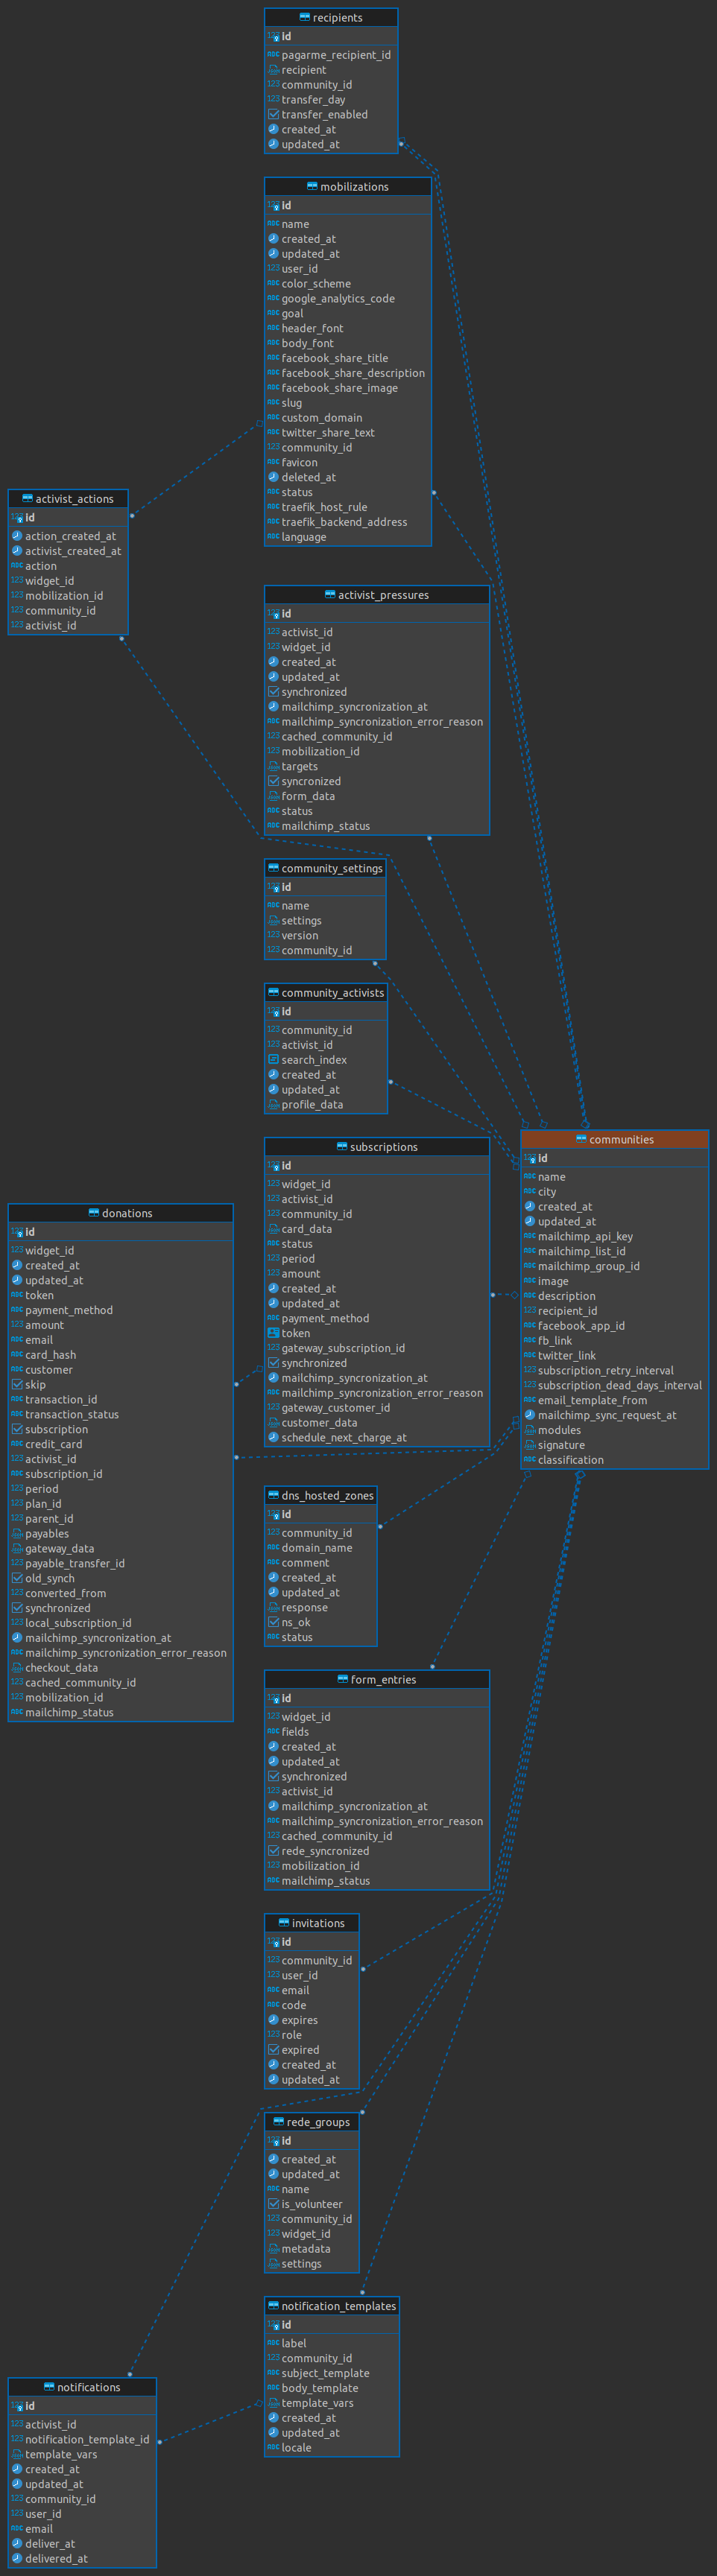 recipients
id
pagarme_recipient_id
recipient
community_id
transfer_day
transfer_enabled
created_at
updated_at
mobilizations
id
name
created_at
updated_at
user_id
color_scheme
google_analytics_code
goal
header_font
body_font
facebook_share_title
facebook_share_description
facebook_share_image
slug
custom_domain
twitter_share_text
community_id
favicon
deleted_at
status
traefik_host_rule
traefik_backend_address
language
activist_actions
id
action_created_at
activist_created_at
action
widget_id
mobilization_id
community_id
activist_id
activist_pressures
id
activist_id
widget_id
created_at
updated_at
synchronized
mailchimp_syncronization_at
mailchimp_syncronization_error_reason
cached_community_id
mobilization_id
targets
syncronized
form_data
status
mailchimp_status
community_settings
id
name
settings
version
community_id
community_activists
id
community_id
activist_id
search_index
created_at
updated_at
profile_data
communities
id
name
city
created_at
updated_at
mailchimp_api_key
mailchimp_list_id
mailchimp_group_id
image
description
recipient_id
facebook_app_id
fb_link
twitter_link
subscription_retry_interval
subscription_dead_days_interval
email_template_from
mailchimp_sync_request_at
modules
signature
classification
subscriptions
id
widget_id
activist_id
community_id
card_data
status
period
amount
created_at
updated_at
payment_method
token
gateway_subscription_id
synchronized
mailchimp_syncronization_at
mailchimp_syncronization_error_reason
gateway_customer_id
customer_data
schedule_next_charge_at
donations
id
widget_id
created_at
updated_at
token
payment_method
amount
email
card_hash
customer
skip
transaction_id
transaction_status
subscription
credit_card
activist_id
subscription_id
period
plan_id
parent_id
payables
gateway_data
payable_transfer_id
old_synch
converted_from
synchronized
local_subscription_id
mailchimp_syncronization_at
mailchimp_syncronization_error_reason
checkout_data
cached_community_id
mobilization_id
mailchimp_status
dns_hosted_zones
id
community_id
domain_name
comment
created_at
updated_at
response
ns_ok
status
form_entries
id
widget_id
fields
created_at
updated_at
synchronized
activist_id
mailchimp_syncronization_at
mailchimp_syncronization_error_reason
cached_community_id
rede_syncronized
mobilization_id
mailchimp_status
invitations
id
community_id
user_id
email
code
expires
role
expired
created_at
updated_at
rede_groups
id
created_at
updated_at
name
is_volunteer
community_id
widget_id
metadata
settings
notification_templates
id
label
community_id
subject_template
body_template
template_vars
created_at
updated_at
locale
notifications
id
activist_id
notification_template_id
template_vars
created_at
updated_at
community_id
user_id
email
deliver_at
delivered_at